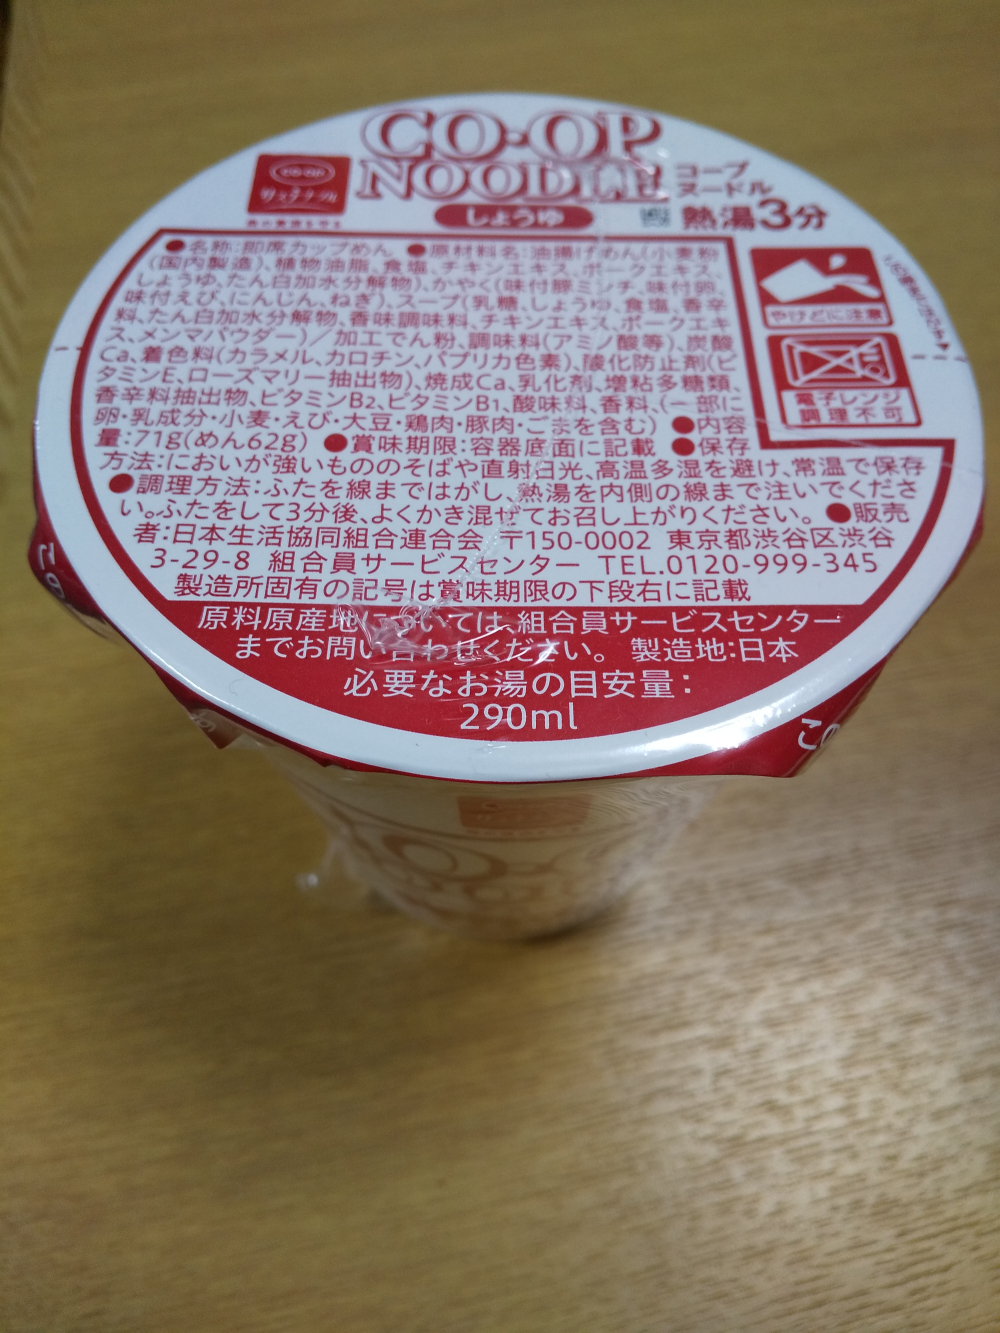 CO·OP
NOODLE コープ
ヌードル
しょうゆ 熱湯3分
CO·OP
●名称:即席カップめん ●原材料名:油揚げめん(小麦粉
(国内製造)、植物油脂、食塩、チキンエキス、ポークエキス、
しょうゆ、たん白加水分解物)、かやく(味付豚ミンチ、味付卵、
味付えび、にんじん、ねぎ)、スープ(乳糖、しょうゆ、食塩、香辛
料、たん白加水分解物、香味調味料、チキンエキス、ポークエキ
ス、メンマパウダー)/加工でん粉、調味料(アミノ酸等)、炭酸
Ca、着色料(カラメル、カロチン、パプリカ色素)、酸化防止剤(ビ
タミンE、ローズマリー抽出物)、焼成Ca、乳化剤、増粘多糖類、
香辛料抽出物、ビタミンB2、ビタミンB1、酸味料、香料、(一部に
卵・乳成分・小麦・えび・大豆・鶏肉・豚肉・ごまを含む) ●内容
量:71g(めん62g) ●賞味期限:容器底面に記載 ●保存
方法:においが強いもののそばや直射日光、高温多湿を避け、常温で保存
●調理方法:ふたを線まではがし、熱湯を内側の線まで注いでくださ
い。ふたをして3分後、よくかき混ぜてお召し上がりください。 ●販売
者:日本生活協同組合連合会 〒150-0002 東京都渋谷区渋谷
3-29-8 組合員サービスセンター TEL.0120-999-345
製造所固有の記号は賞味期限の下段右に記載
やけどに注意
電子レンジ
調理不可
原料原産地については、組合員サービスセンター
までお問い合わせください。 製造地:日本
必要なお湯の目安量:
290ml